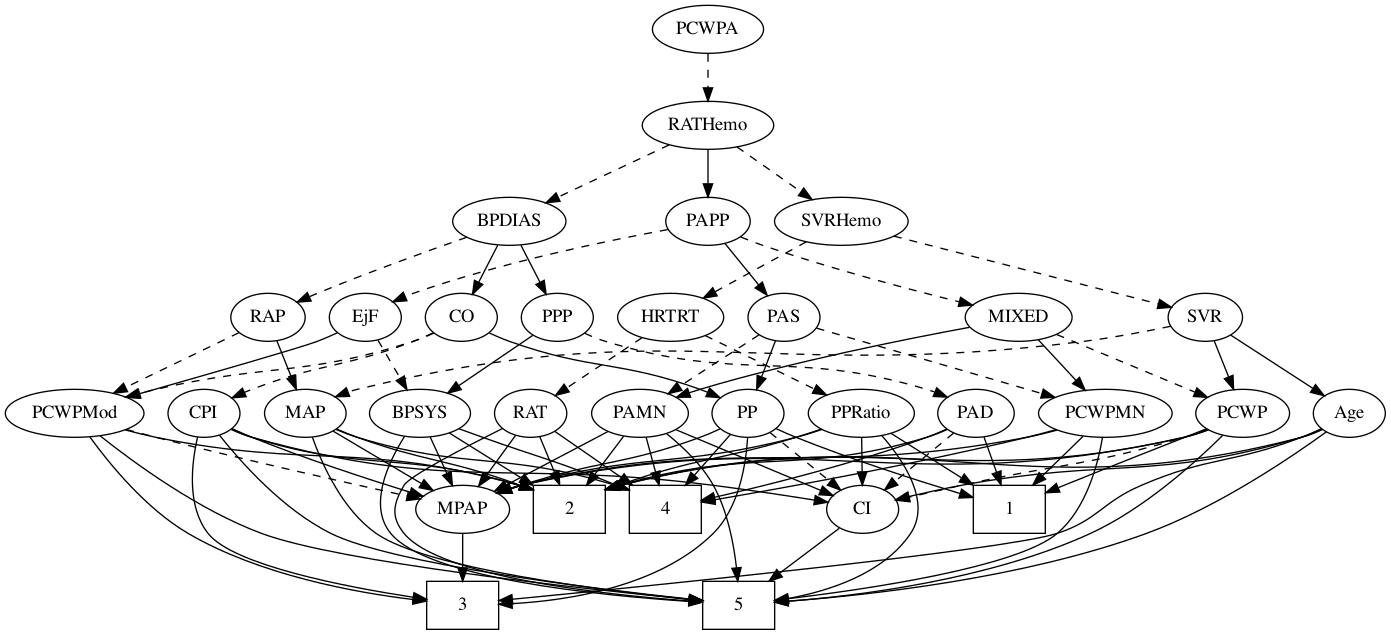 PCWPA
RATHemo
BPDIAS PAPP SVRHemo
RAP EjF CO PPP HRTRT PAS MIXED SVR
PCWPMod CPI MAP BPSYS RAT PAMN PP PPRatio PAD PCWPMN PCWP Age
MPAP 2 4 CI 1
3 5